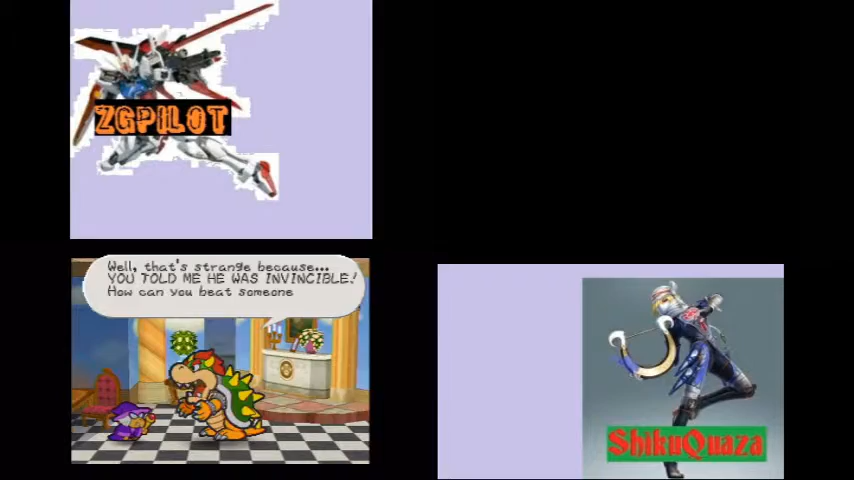 ZGPILOT
Well, that's strange because...
YOU TOLD ME HE WAS INVINCIBLE!
How can you beat someone
ShikuQuaza